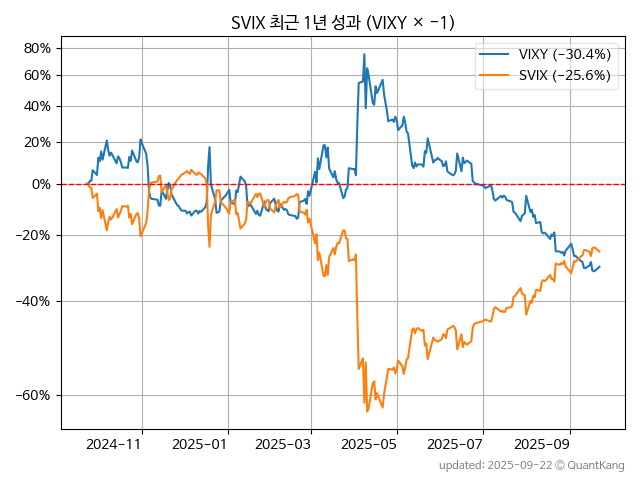 SVIX 최근 1년 성과 (VIXY × −1)
VIXY (−30.4%)
SVIX (−25.6%)
80%
60%
40%
20%
0%
−20%
−40%
−60%
2024-11 2025-01 2025-03 2025-05 2025-07 2025-09
updated: 2025-09-22 ⓒ QuantKang